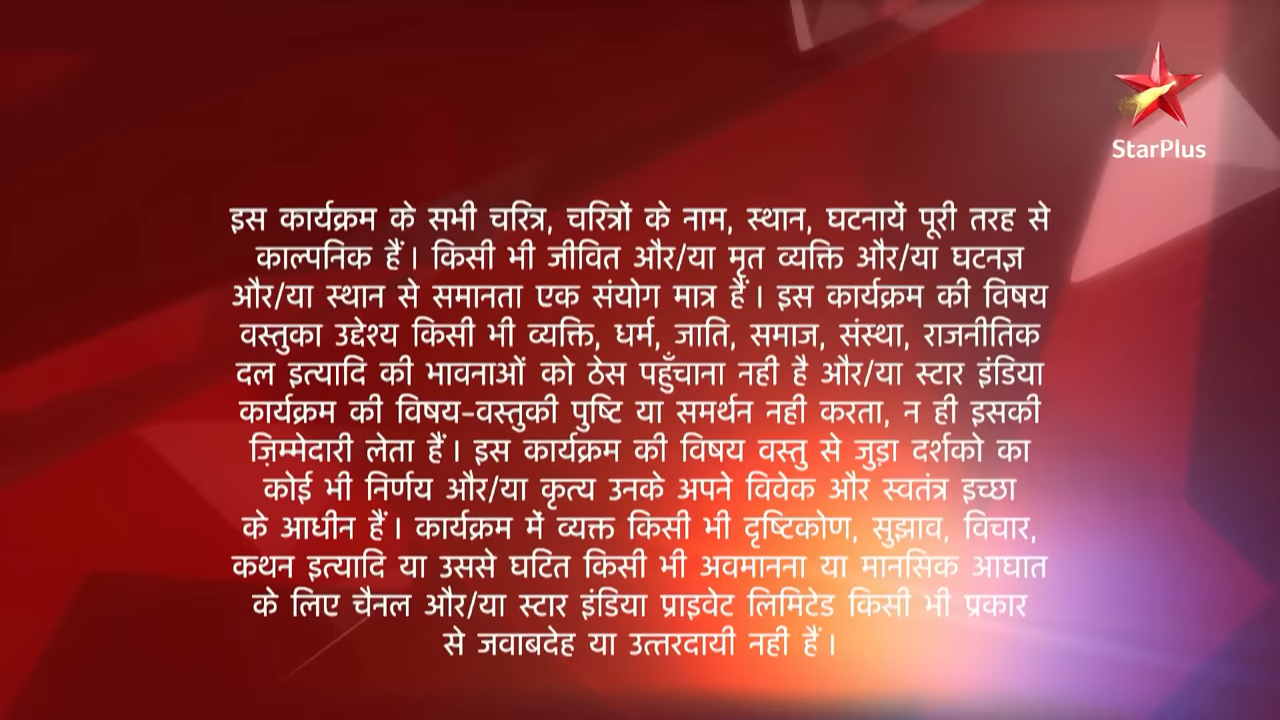 StarPlus
इस कार्यक्रम के सभी चरित्र, चरित्रों के नाम, स्थान, घटनायें पूरी तरह से
काल्पनिक हैं। किसी भी जीवित और/या मृत व्यक्ति और/या घटनज्ञ
और/या स्थान से समानता एक संयोग मात्र हैं। इस कार्यक्रम की विषय
वस्तुका उद्देश्य किसी भी व्यक्ति, धर्म, जाति, समाज, संस्था, राजनीतिक
दल इत्यादि की भावनाओं को ठेस पहुँचाना नही है और/या स्टार इंडिया
कार्यक्रम की विषय-वस्तुकी पुष्टि या समर्थन नही करता, न ही इसकी
ज़िम्मेदारी लेता हैं। इस कार्यक्रम की विषय वस्तु से जुड़ा दर्शको का
कोई भी निर्णय और/या कृत्य उनके अपने विवेक और स्वतंत्र इच्छा
के आधीन हैं। कार्यक्रम में व्यक्त किसी भी दृष्टिकोण, सुझाव, विचार,
कथन इत्यादि या उससे घटित किसी भी अवमानना या मानसिक आघात
के लिए चैनल और/या स्टार इंडिया प्राइवेट लिमिटेड किसी भी प्रकार
से जवाबदेह या उत्तरदायी नही हैं।